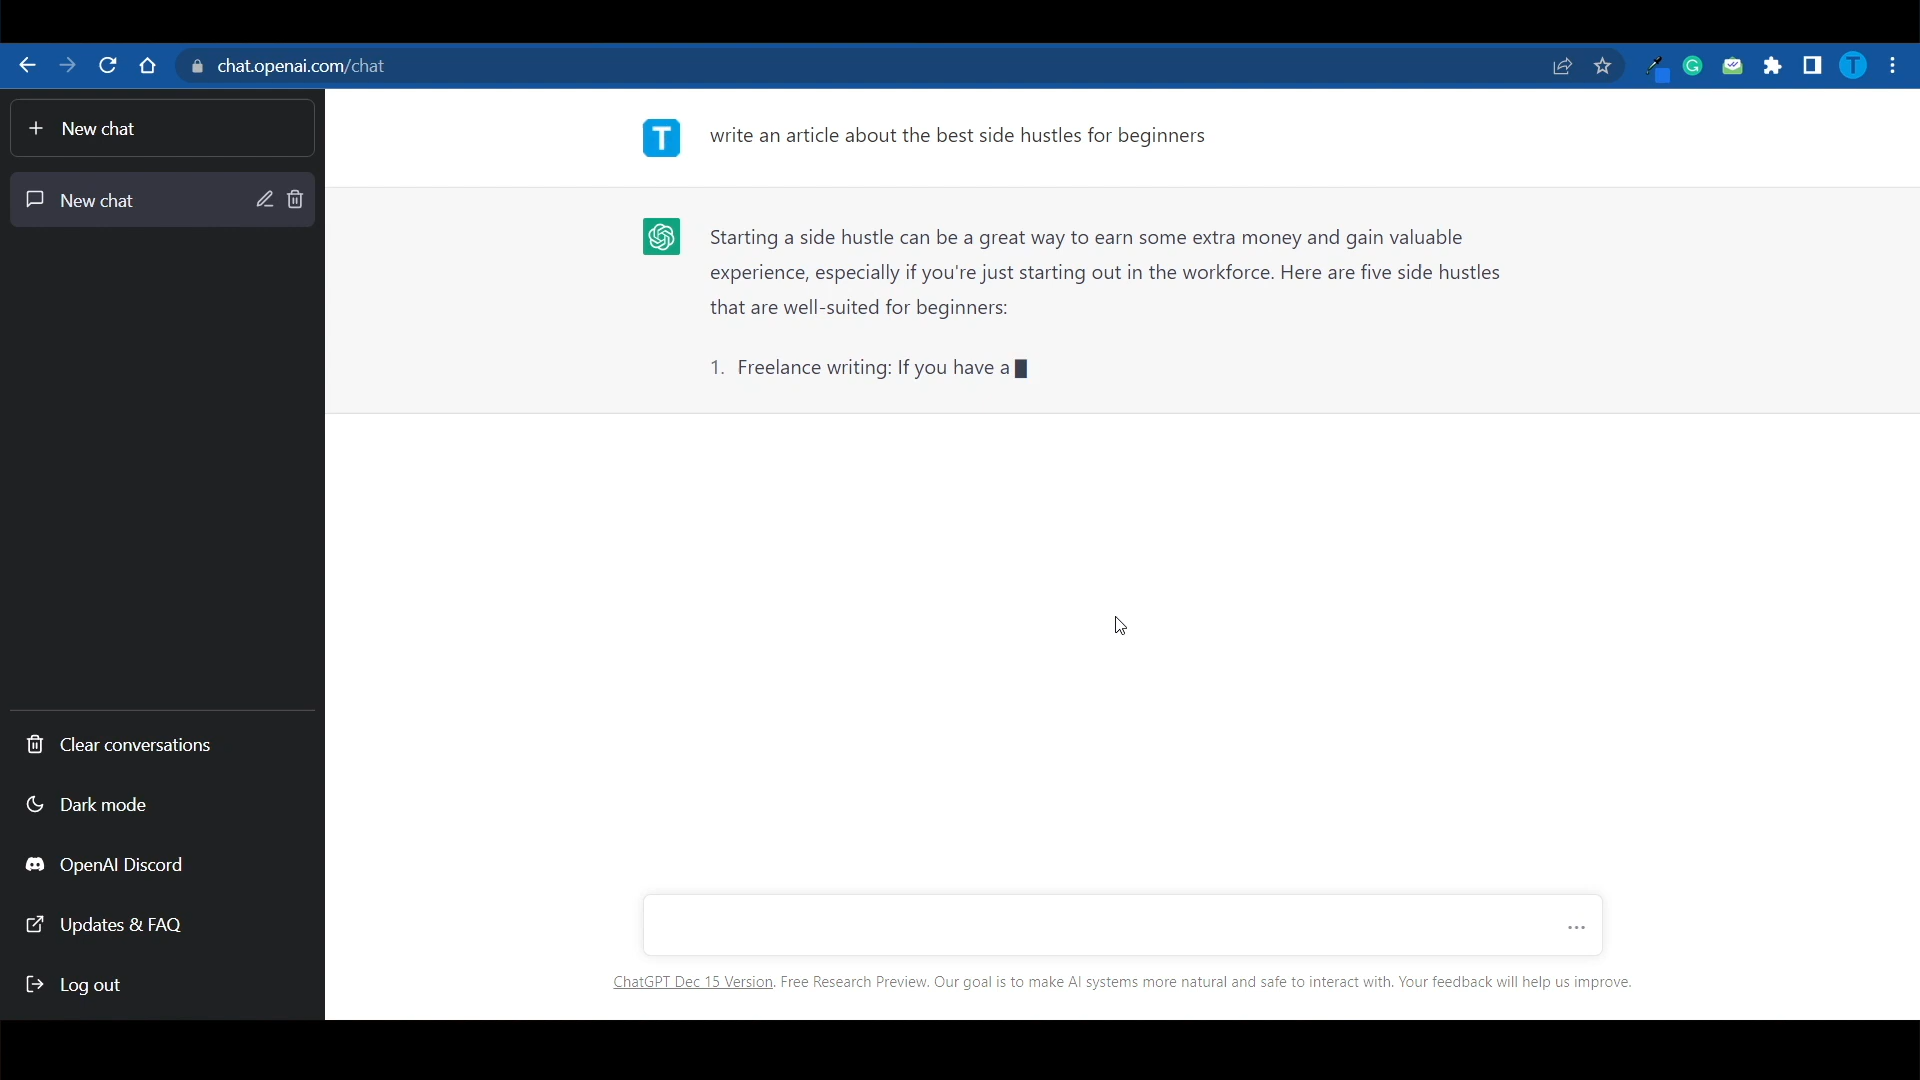 chat.openai.com/chat
T
New chat
New chat
Clear conversations
Dark mode
OpenAI Discord
Updates & FAQ
Log out
T
write an article about the best side hustles for beginners
Starting a side hustle can be a great way to earn some extra money and gain valuable
experience, especially if you're just starting out in the workforce. Here are five side hustles
that are well-suited for beginners:
1. Freelance writing: If you have a
ChatGPT Dec 15 Version. Free Research Preview. Our goal is to make AI systems more natural and safe to interact with. Your feedback will help us improve.